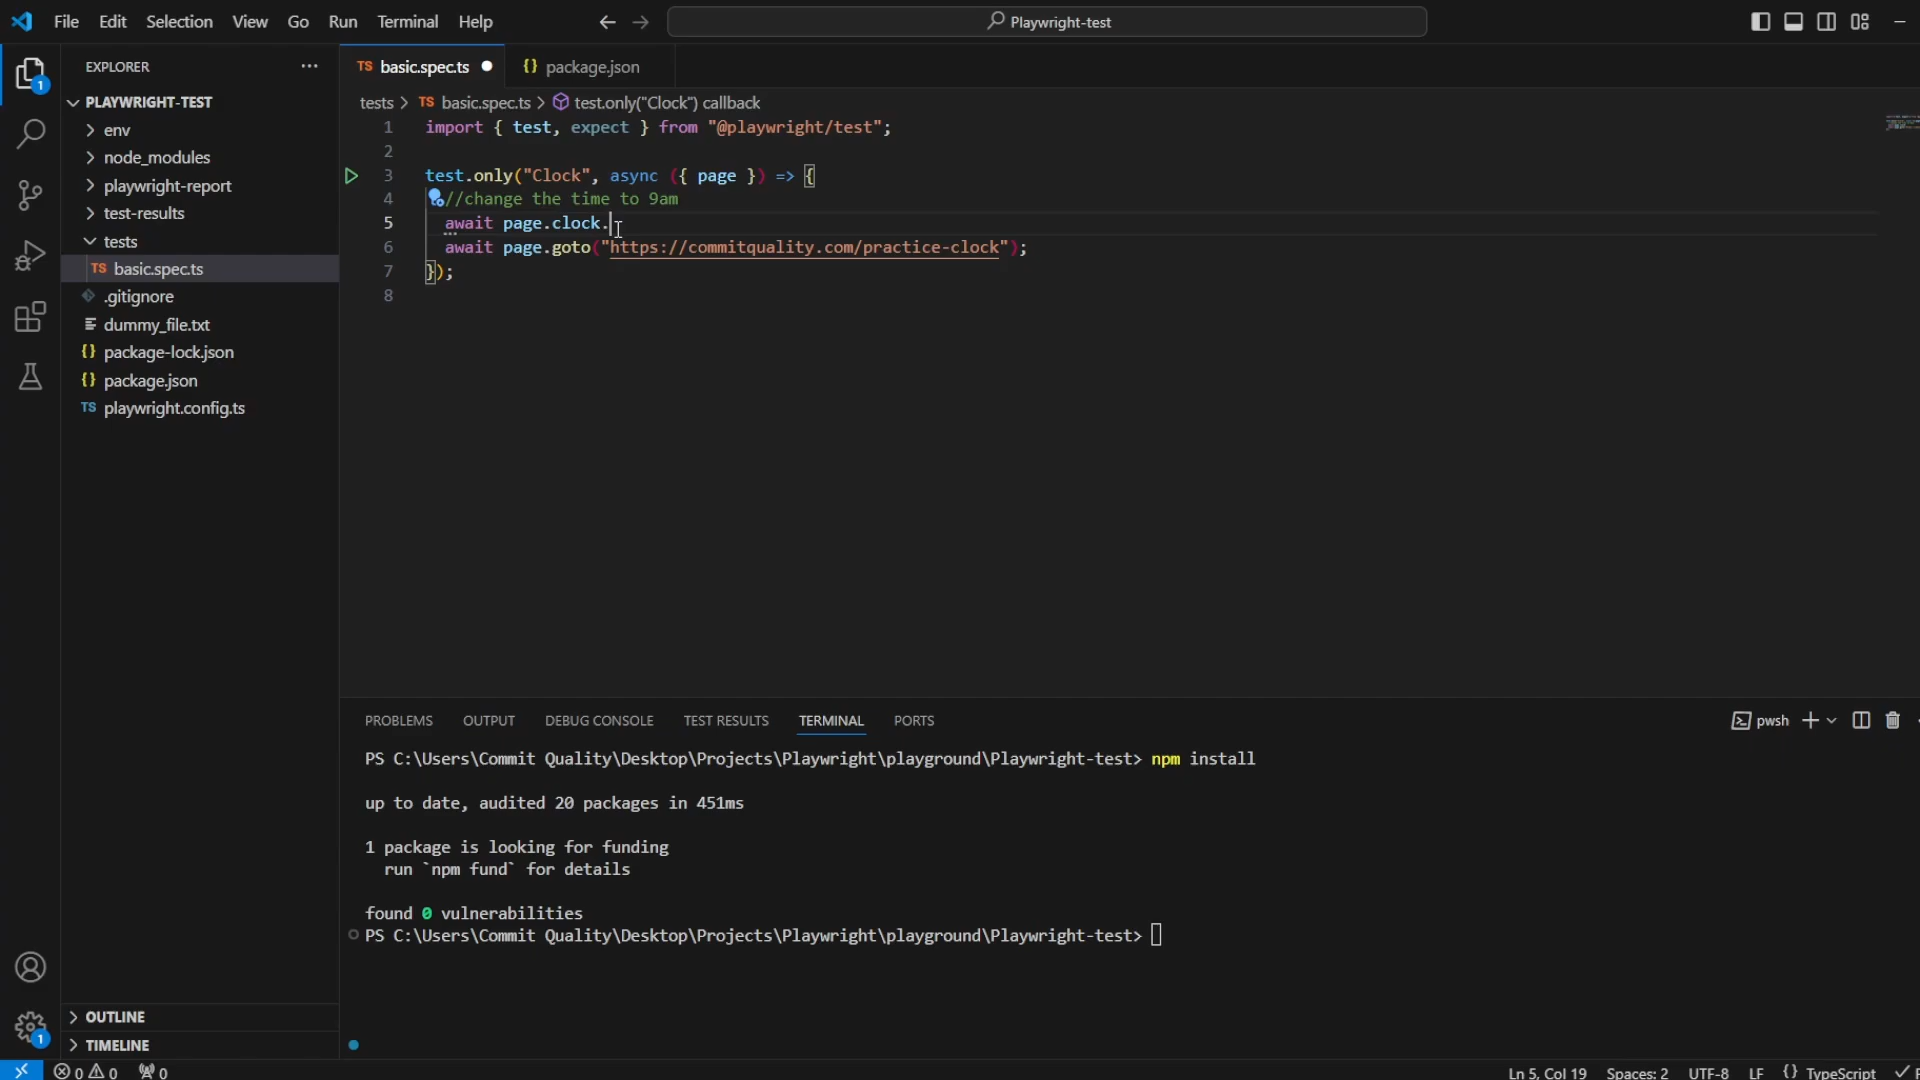 File Edit Selection View Go Run Terminal Help
Playwright-test
EXPLORER
PLAYWRIGHT-TEST
env
node_modules
playwright-report
test-results
tests
TS basic.spec.ts
.gitignore
dummy_file.txt
{} package-lock.json
{} package.json
TS playwright.config.ts
OUTLINE
TIMELINE
1
1
TS basic.spec.ts
{} package.json
tests > TS basic.spec.ts > test.only("Clock") callback
1 import { test, expect } from "@playwright/test";
2
3 test.only("Clock", async ({ page }) => {
4 //change the time to 9am
5 await page.clock.
6 await page.goto("https://commitquality.com/practice-clock");
7 });
8
PROBLEMS OUTPUT DEBUG CONSOLE TEST RESULTS TERMINAL PORTS
pwsh
PS C:\Users\Commit Quality\Desktop\Projects\Playwright\playground\Playwright-test> npm install
up to date, audited 20 packages in 451ms
1 package is looking for funding
run `npm fund` for details
found 0 vulnerabilities
PS C:\Users\Commit Quality\Desktop\Projects\Playwright\playground\Playwright-test>
0 0 0
Ln 5, Col 19 Spaces: 2 UTF-8 LF {} TypeScript